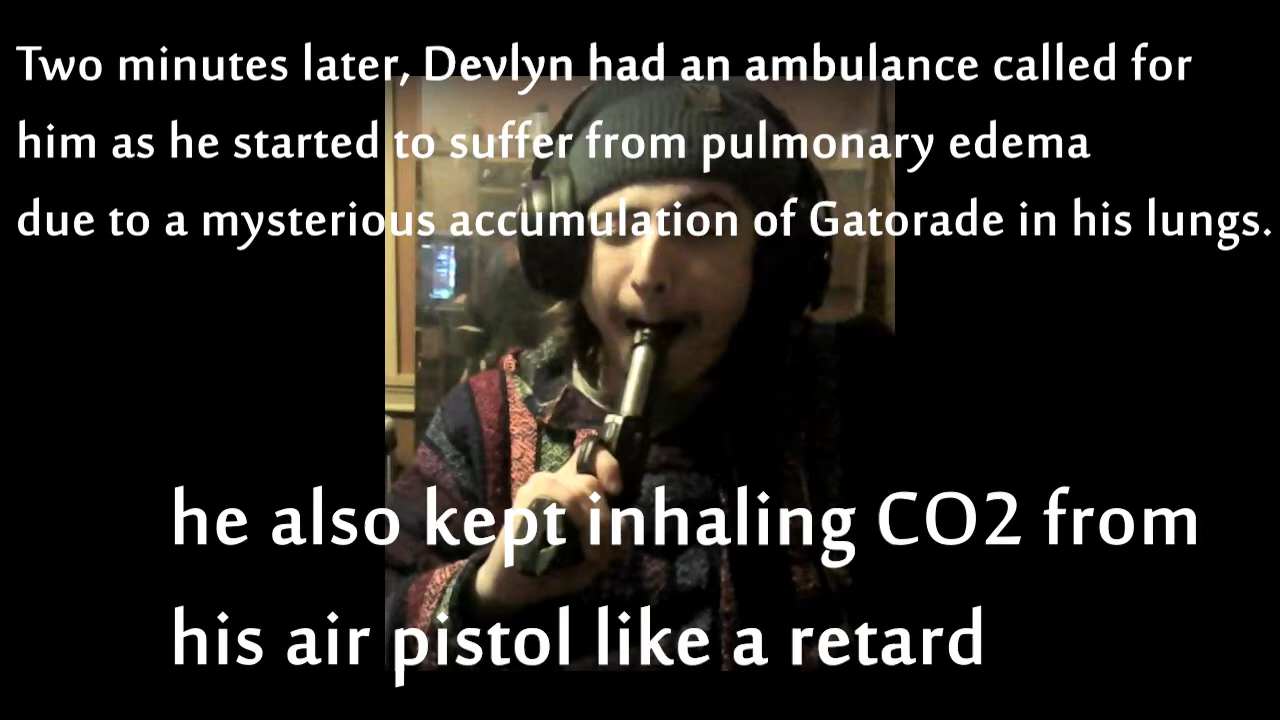 Two minutes later, Devlyn had an ambulance called for
him as he started to suffer from pulmonary edema
due to a mysterious accumulation of Gatorade in his lungs.
he also kept inhaling CO2 from
his air pistol like a retard